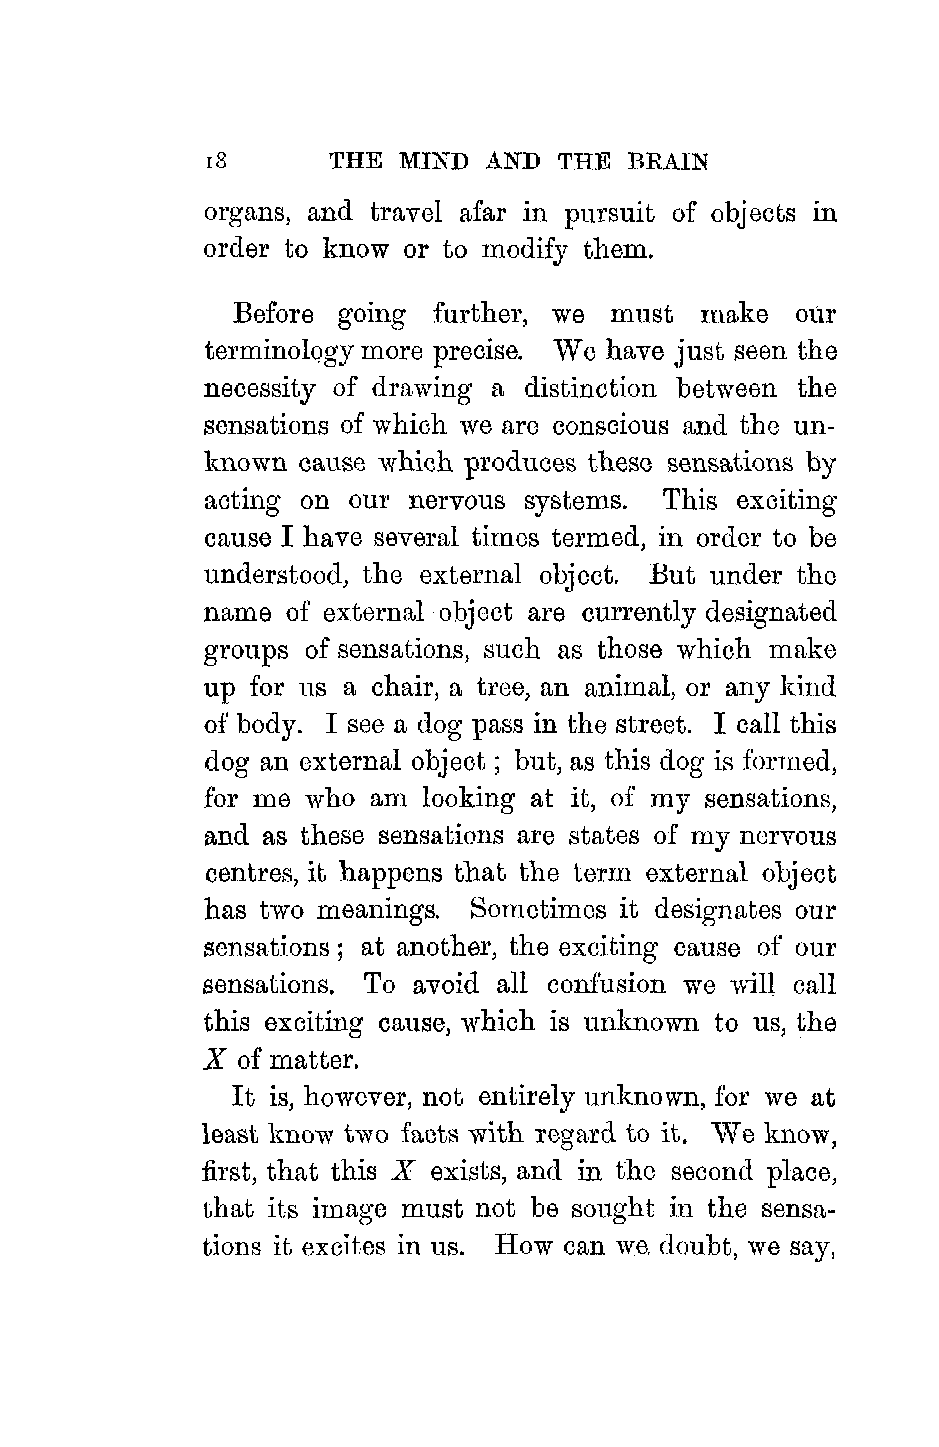 18 THE MIND AND THE BRAIN
organs, and travel afar in pursuit of objects in
order to know or to modify them.
Before going further, we must make our
terminology more precise. We have just seen the
necessity of drawing a distinction between the
sensations of which we are conscious and the un-
known cause which produces these sensations by
acting on our nervous systems. This exciting
cause I have several times termed, in order to be
understood, the external object. But under the
name of external object are currently designated
groups of sensations, such as those which make
up for us a chair, a tree, an animal, or any kind
of body. I see a dog pass in the street. I call this
dog an external object ; but, as this dog is formed,
for me who am looking at it, of my sensations,
and as these sensations are states of my nervous
centres, it happens that the term external object
has two meanings. Sometimes it designates our
sensations ; at another, the exciting cause of our
sensations. To avoid all confusion we will call
this exciting cause, which is unknown to us, the
X of matter.
It is, however, not entirely unknown, for we at
least know two facts with regard to it. We know,
first, that this X exists, and in the second place,
that its image must not be sought in the sensa-
tions it excites in us. How can we doubt, we say,